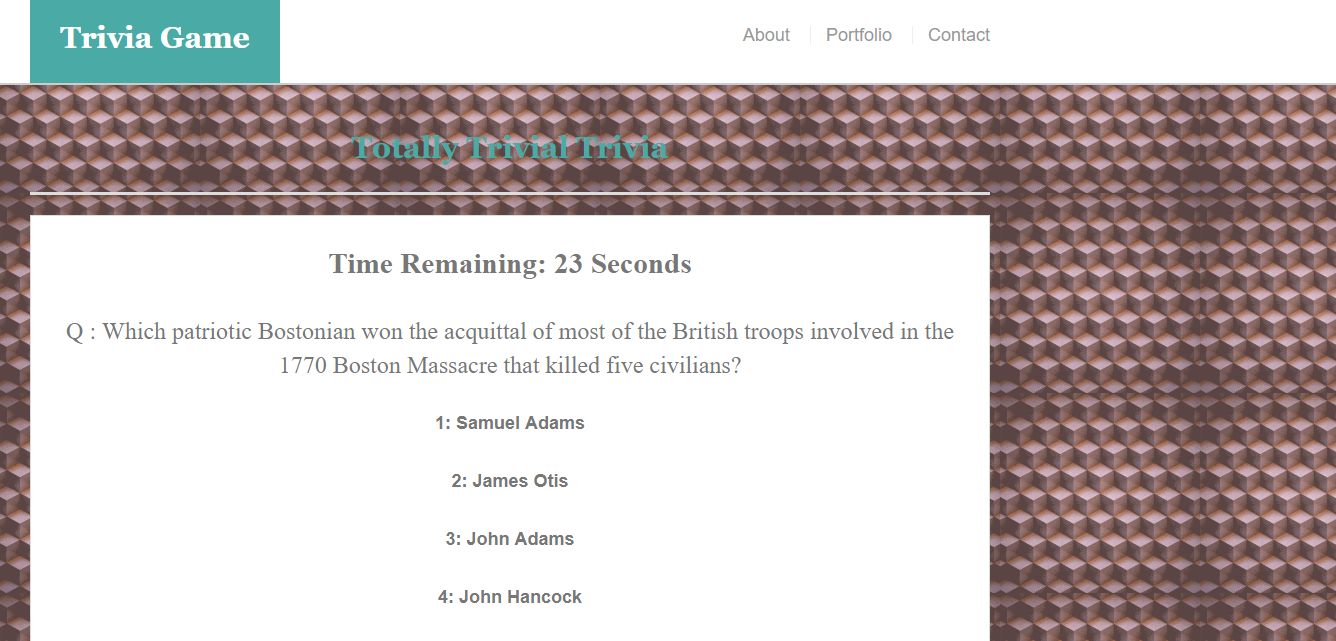 Trivia Game
About
Portfolio
Contact
Totally Trivial Trivia
Time Remaining: 23 Seconds
Q : Which patriotic Bostonian won the acquittal of most of the British troops involved in the
1770 Boston Massacre that killed five civilians?
1: Samuel Adams
2: James Otis
3: John Adams
4: John Hancock